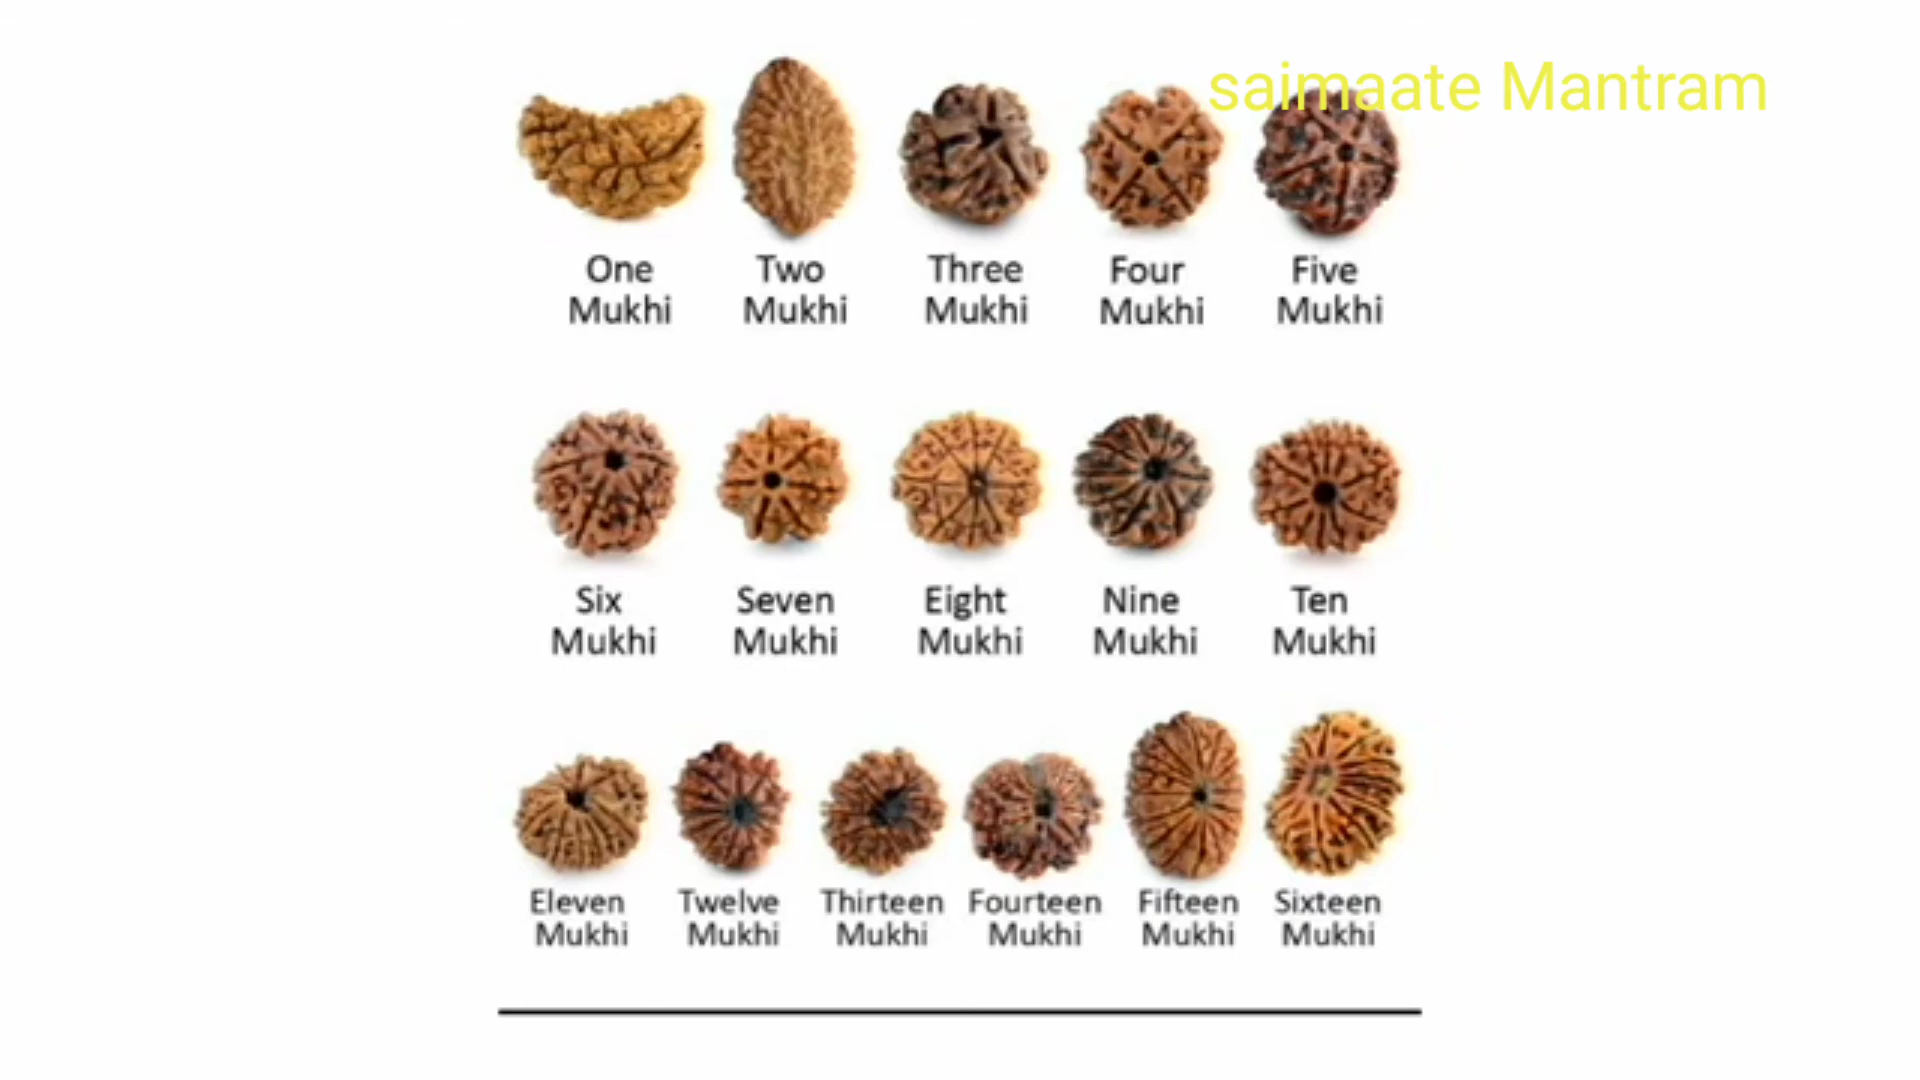 saimaate Mantram
One Two Three Four Five
Mukhi Mukhi Mukhi Mukhi Mukhi
Six Seven Eight Nine Ten
Mukhi Mukhi Mukhi Mukhi Mukhi
Eleven Twelve Thirteen Fourteen Fifteen Sixteen
Mukhi Mukhi Mukhi Mukhi Mukhi Mukhi